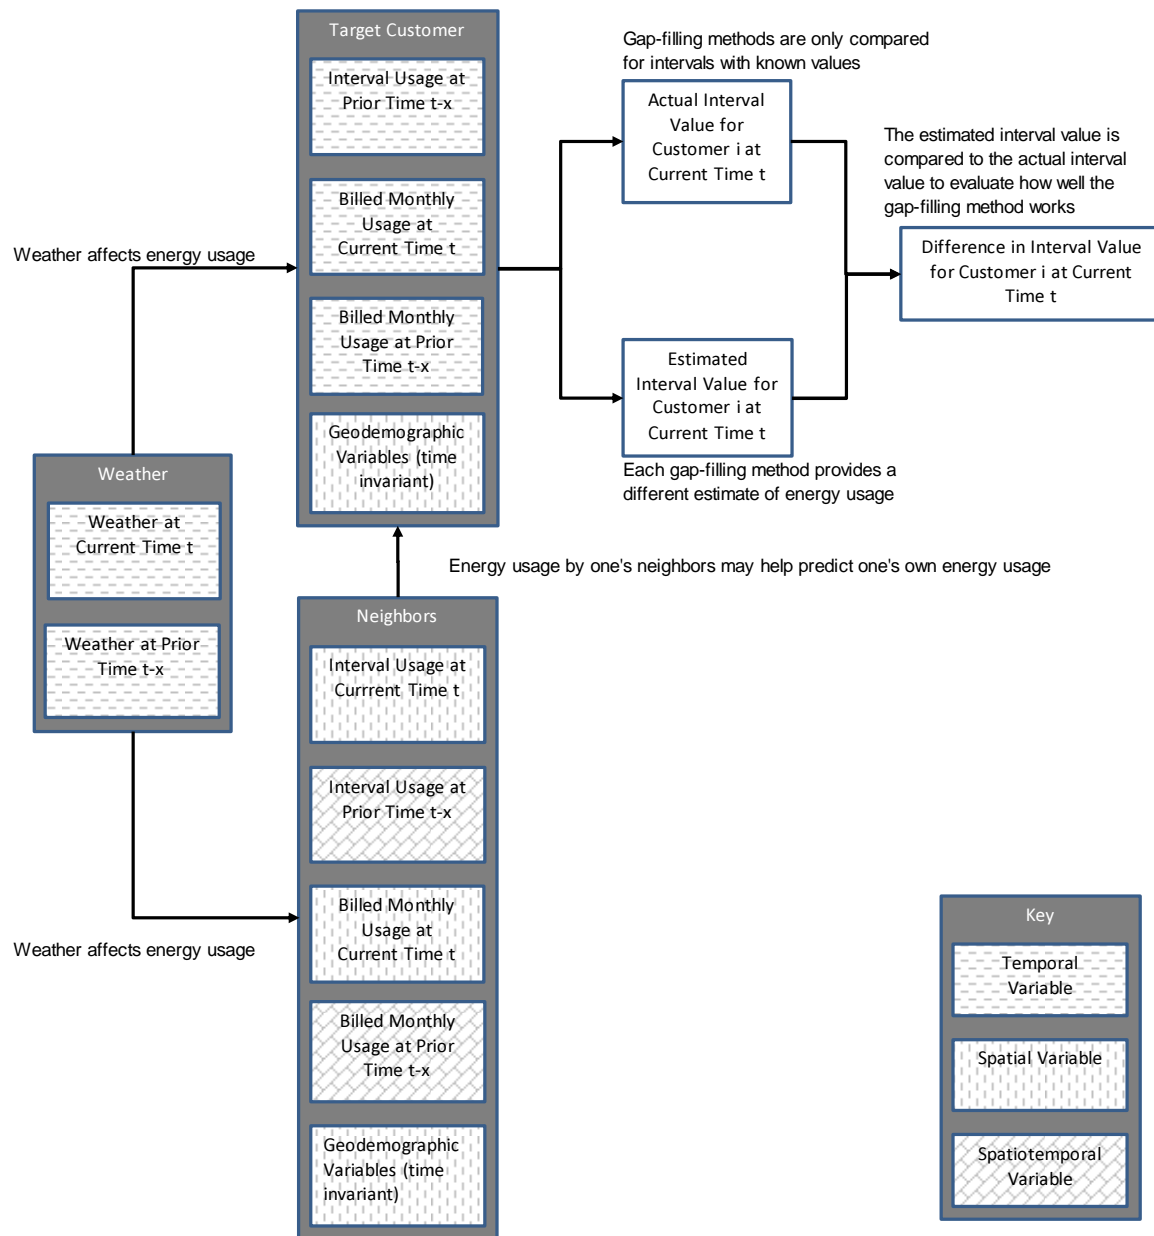 Target Customer
Interval Usage at
Prior Time t-x
Billed Monthly
Usage at
Current Time t
Billed Monthly
Usage at Prior
Time t-x
Geodemographic
Variables (time
invariant)
Gap-filling methods are only compared
for intervals with known values
Actual Interval
Value for
Customer i at
Current Time t
The estimated interval value is
compared to the actual interval
value to evaluate how well the
gap-filling method works
Difference in Interval Value
for Customer i at Current
Time t
Estimated
Interval Value for
Customer i at
Current Time t
Each gap-filling method provides a
different estimate of energy usage
Weather affects energy usage
Weather
Weather at
Current Time t
Weather at Prior
Time t-x
Weather affects energy usage
Energy usage by one's neighbors may help predict one's own energy usage
Neighbors
Interval Usage at
Currrent Time t
Interval Usage at
Prior Time t-x
Billed Monthly
Usage at
Current Time t
Billed Monthly
Usage at Prior
Time t-x
Geodemographic
Variables (time
invariant)
Key
Temporal
Variable
Spatial Variable
Spatiotemporal
Variable